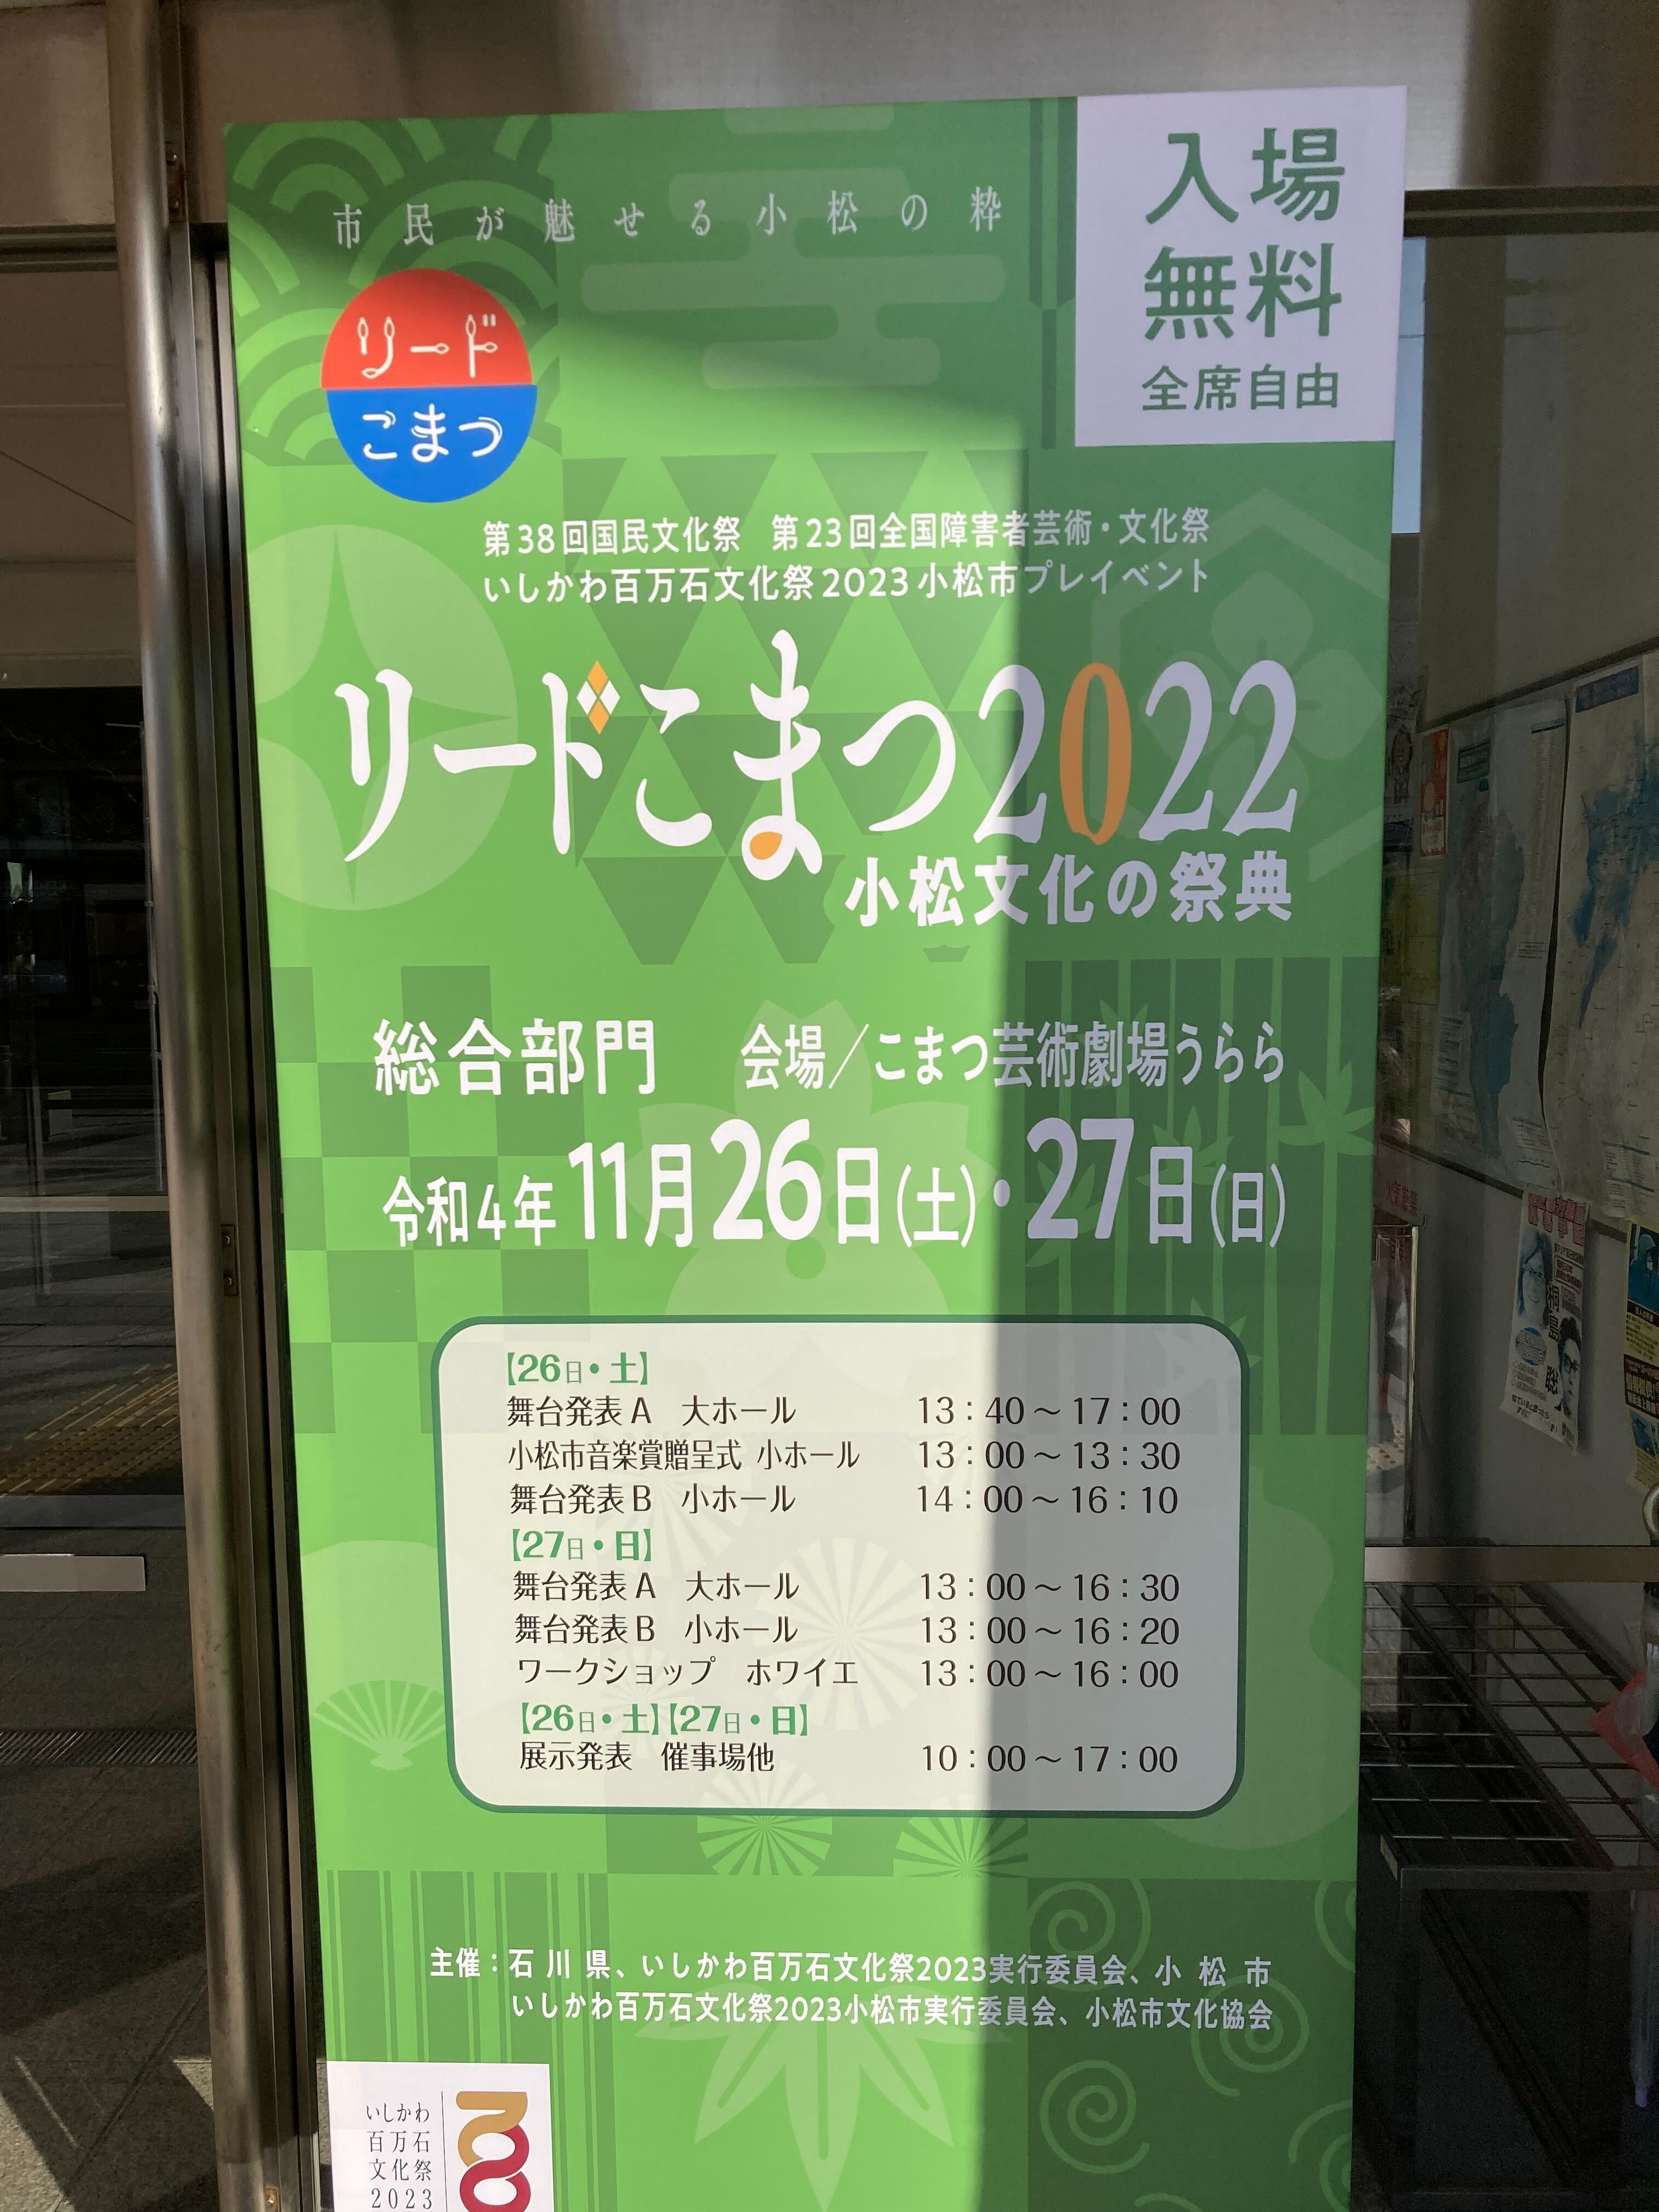 市民が魅せる小松の粋
入場
無料
全席自由
リード
こまつ
第38回国民文化祭　第23回全国障害者芸術・文化祭
いしかわ百万石文化祭2023小松市プレイベント
リードこまつ2022
小松文化の祭典
総合部門　会場／こまつ芸術劇場うらら
令和4年11月26日(土)・27日(日)
【26日・土】
舞台発表A　大ホール　13：40～17：00
小松市音楽賞贈呈式 小ホール　13：00～13：30
舞台発表B　小ホール　14：00～16：10
【27日・日】
舞台発表A　大ホール　13：00～16：30
舞台発表B　小ホール　13：00～16：20
ワークショップ　ホワイエ　13：00～16：00
【26日・土】【27日・日】
展示発表　催事場他　10：00～17：00
主催：石川県、いしかわ百万石文化祭2023実行委員会、小松市
いしかわ百万石文化祭2023小松市実行委員会、小松市文化協会
いしかわ
百万石
文化祭
2023